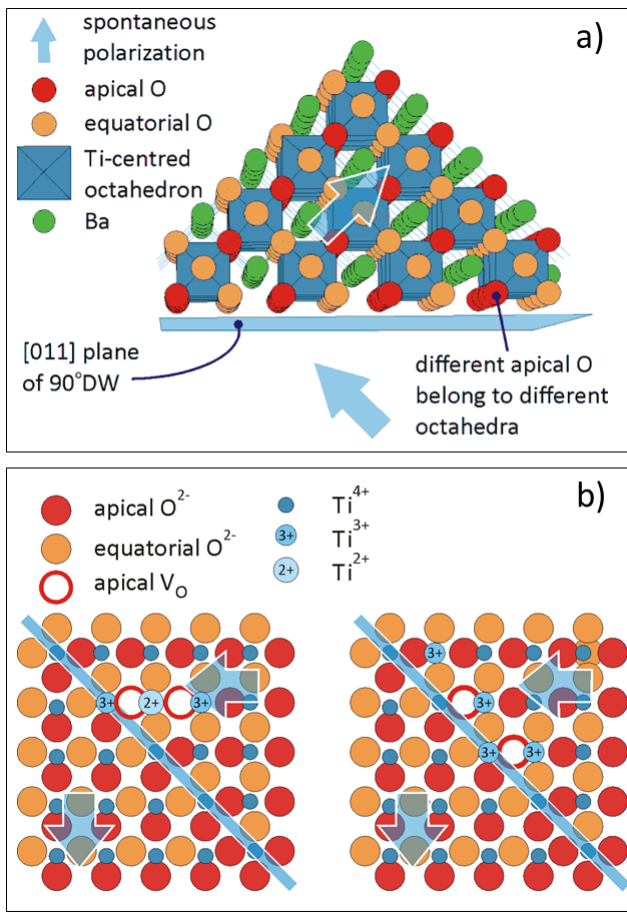 a)
spontaneous
polarization
apical O
equatorial O
Ti-centred
octahedron
Ba
[011] plane
of 90°DW
different apical O
belong to different
octahedra
b)
apical O²⁻
equatorial O²⁻
apical V₀
Ti⁴⁺
3+ Ti³⁺
2+ Ti²⁺
3+
3+ 2+ 3+
3+
3+ 3+